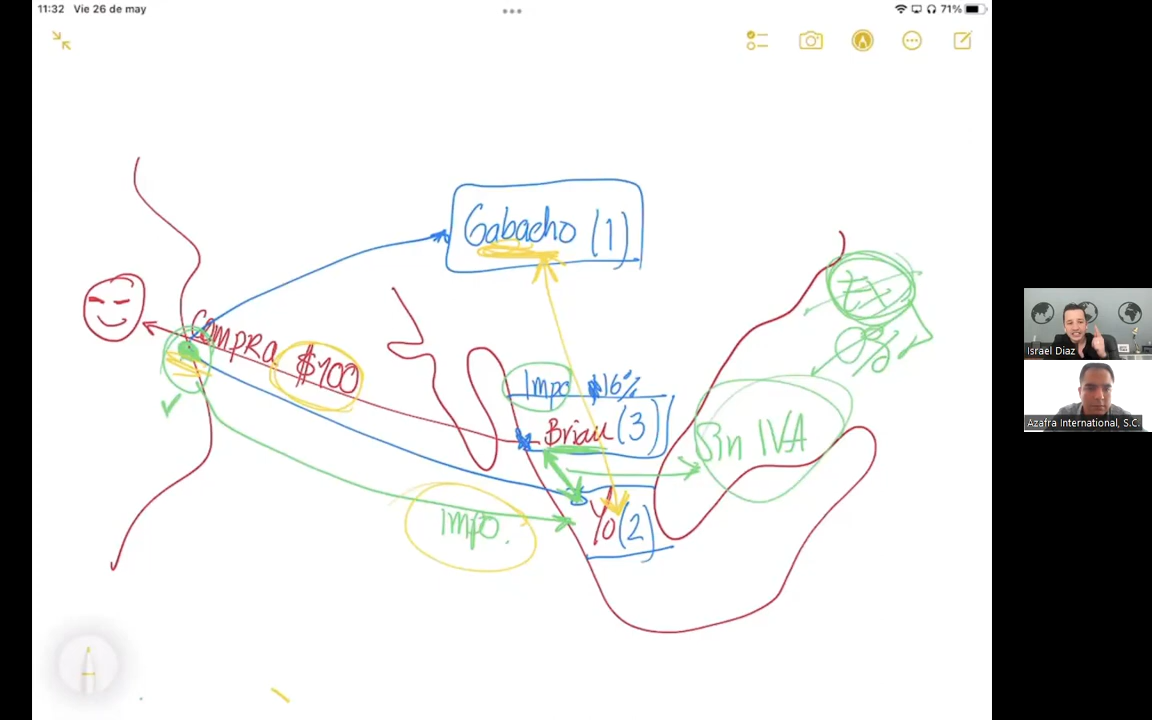 11:32 Vie 26 de may
71%
Gabacho (1)
Compra
$100
Impo $16%
Brian (3)
0%
Sin IVA
Yo (2)
Impo.
Israel Diaz
Azafra International, S.C.